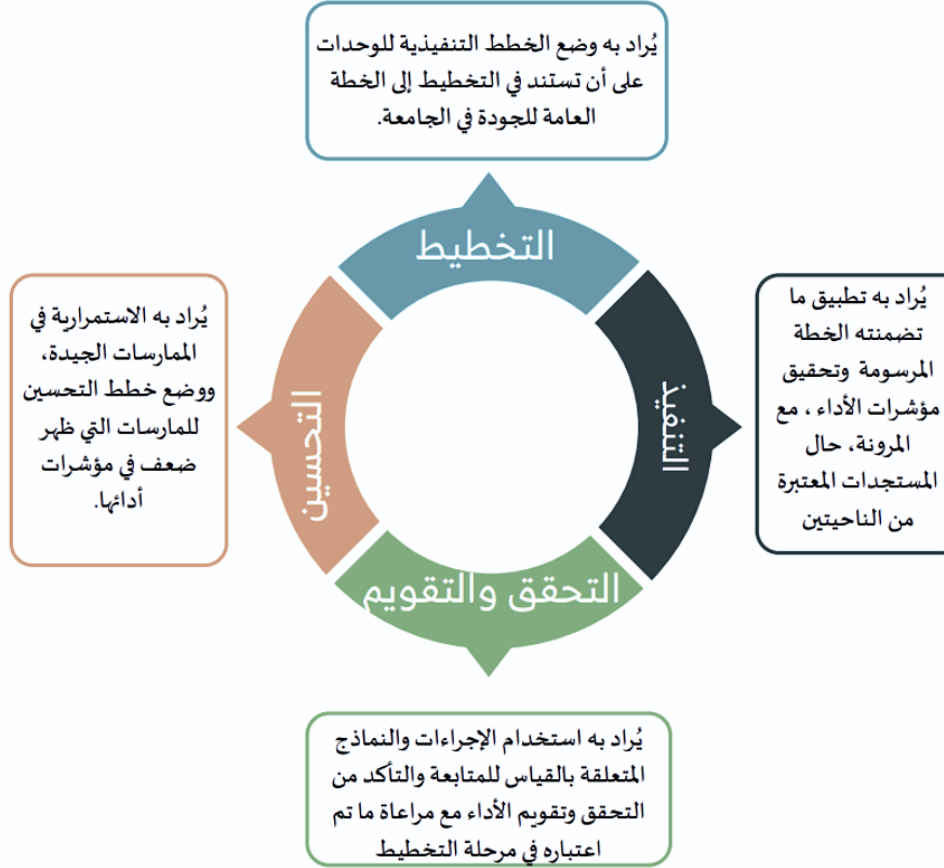 يُراد به وضع الخطط التنفيذية للوحدات
على أن تستند في التخطيط إلى الخطة
العامة للجودة في الجامعة.
التخطيط
يُراد به تطبيق ما
تضمنته الخطة
المرسومة وتحقيق
مؤشرات الأداء ، مع
المرونة، حال
المستجدات المعتبرة
من الناحيتين
التنفيذ
التحقق والتقويم
يُراد به استخدام الإجراءات والنماذج
المتعلقة بالقياس للمتابعة والتأكد من
التحقق وتقويم الأداء مع مراعاة ما تم
اعتباره في مرحلة التخطيط
التحسين
يُراد به الاستمرارية في
الممارسات الجيدة،
ووضع خطط التحسين
للمارسات التي ظهر
ضعف في مؤشرات
أدائها.